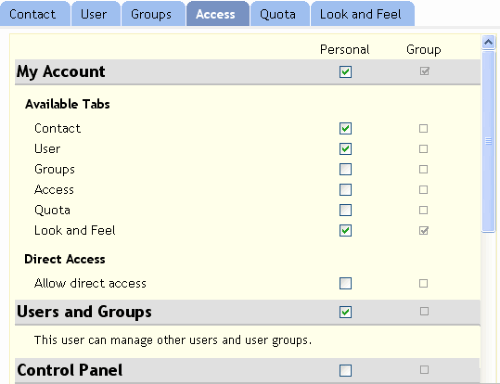 Contact User Groups Access Quota Look and Feel
Personal Group
My Account
Available Tabs
Contact
User
Groups
Access
Quota
Look and Feel
Direct Access
Allow direct access
Users and Groups
This user can manage other users and user groups.
Control Panel